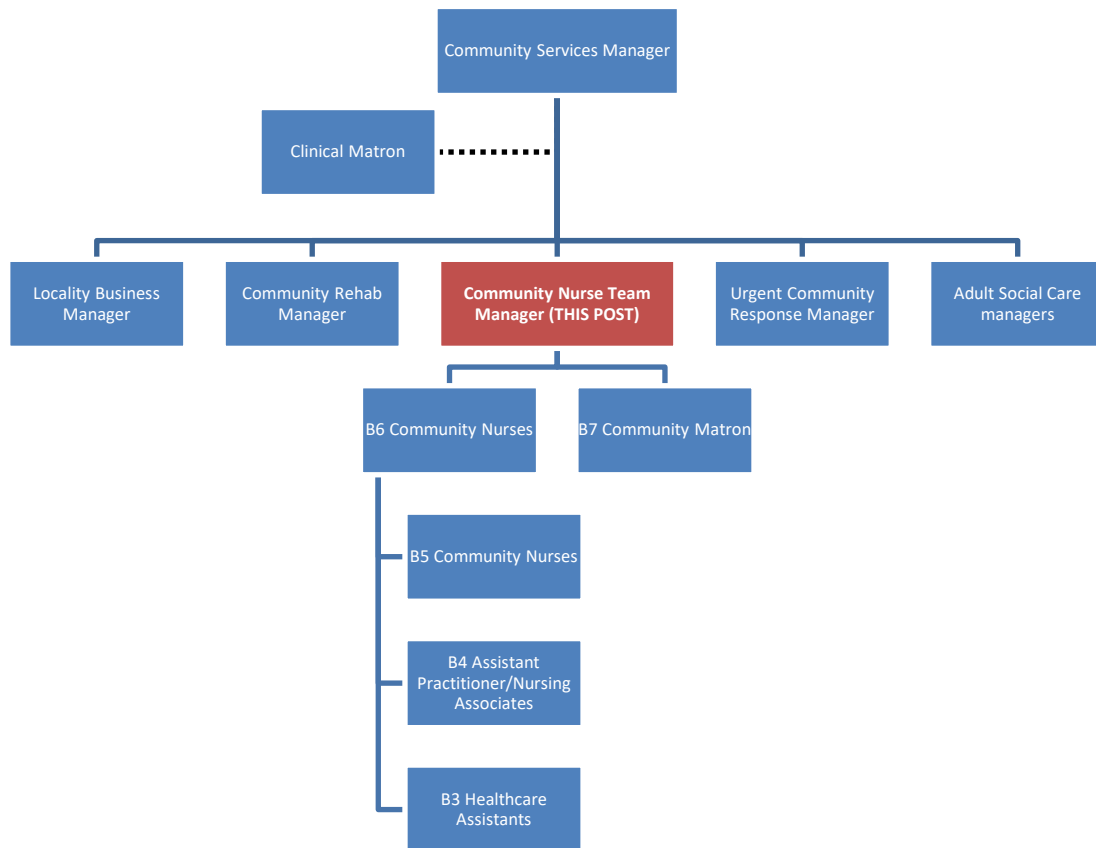 Community Services Manager
Clinical Matron
Locality Business
Manager
Community Rehab
Manager
Community Nurse Team
Manager (THIS POST)
Urgent Community
Response Manager
Adult Social Care
managers
B6 Community Nurses
B7 Community Matron
B5 Community Nurses
B4 Assistant
Practitioner/Nursing
Associates
B3 Healthcare
Assistants